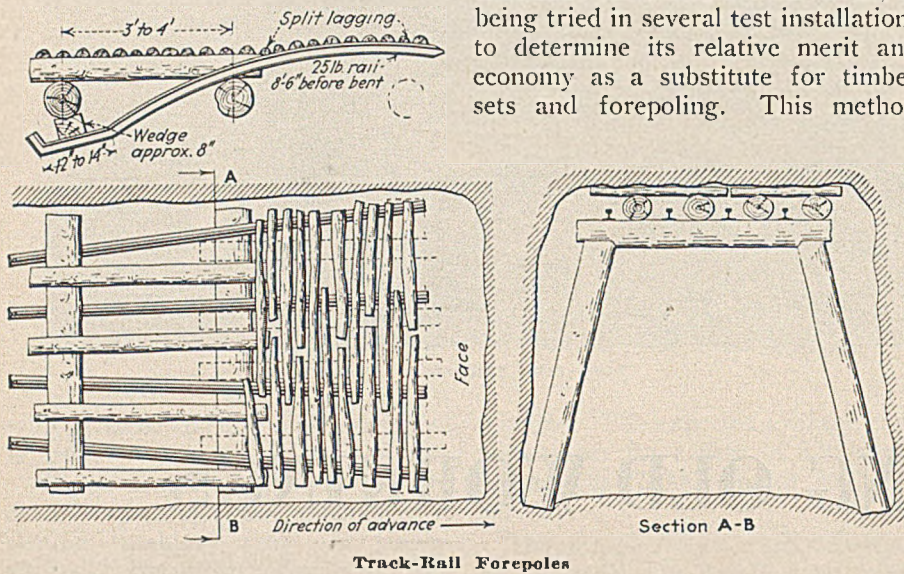 Split lagging
3' to 4'
25 lb. rail-
8'-6" before bent
Wedge
approx. 8"
12" to 14"
being tried in several test installation
to determine its relative merit an
economy as a substitute for timbe
sets and forepoling. This metho
A
Face
B
Direction of advance
Section A-B
Track-Rail Forepoles